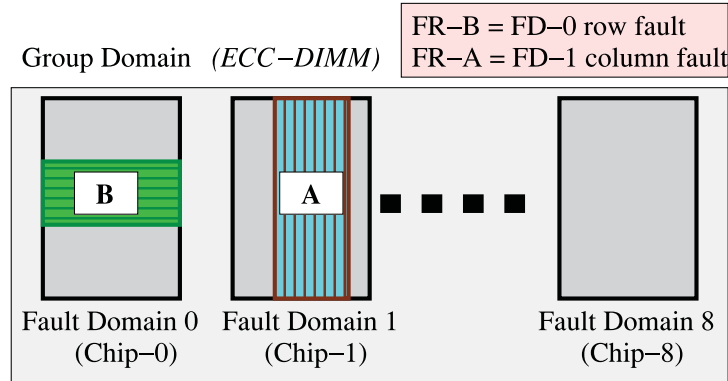 FR−B = FD−0 row fault
FR−A = FD−1 column fault
Group Domain (ECC−DIMM)
B
A
Fault Domain 0
(Chip−0)
Fault Domain 1
(Chip−1)
Fault Domain 8
(Chip−8)